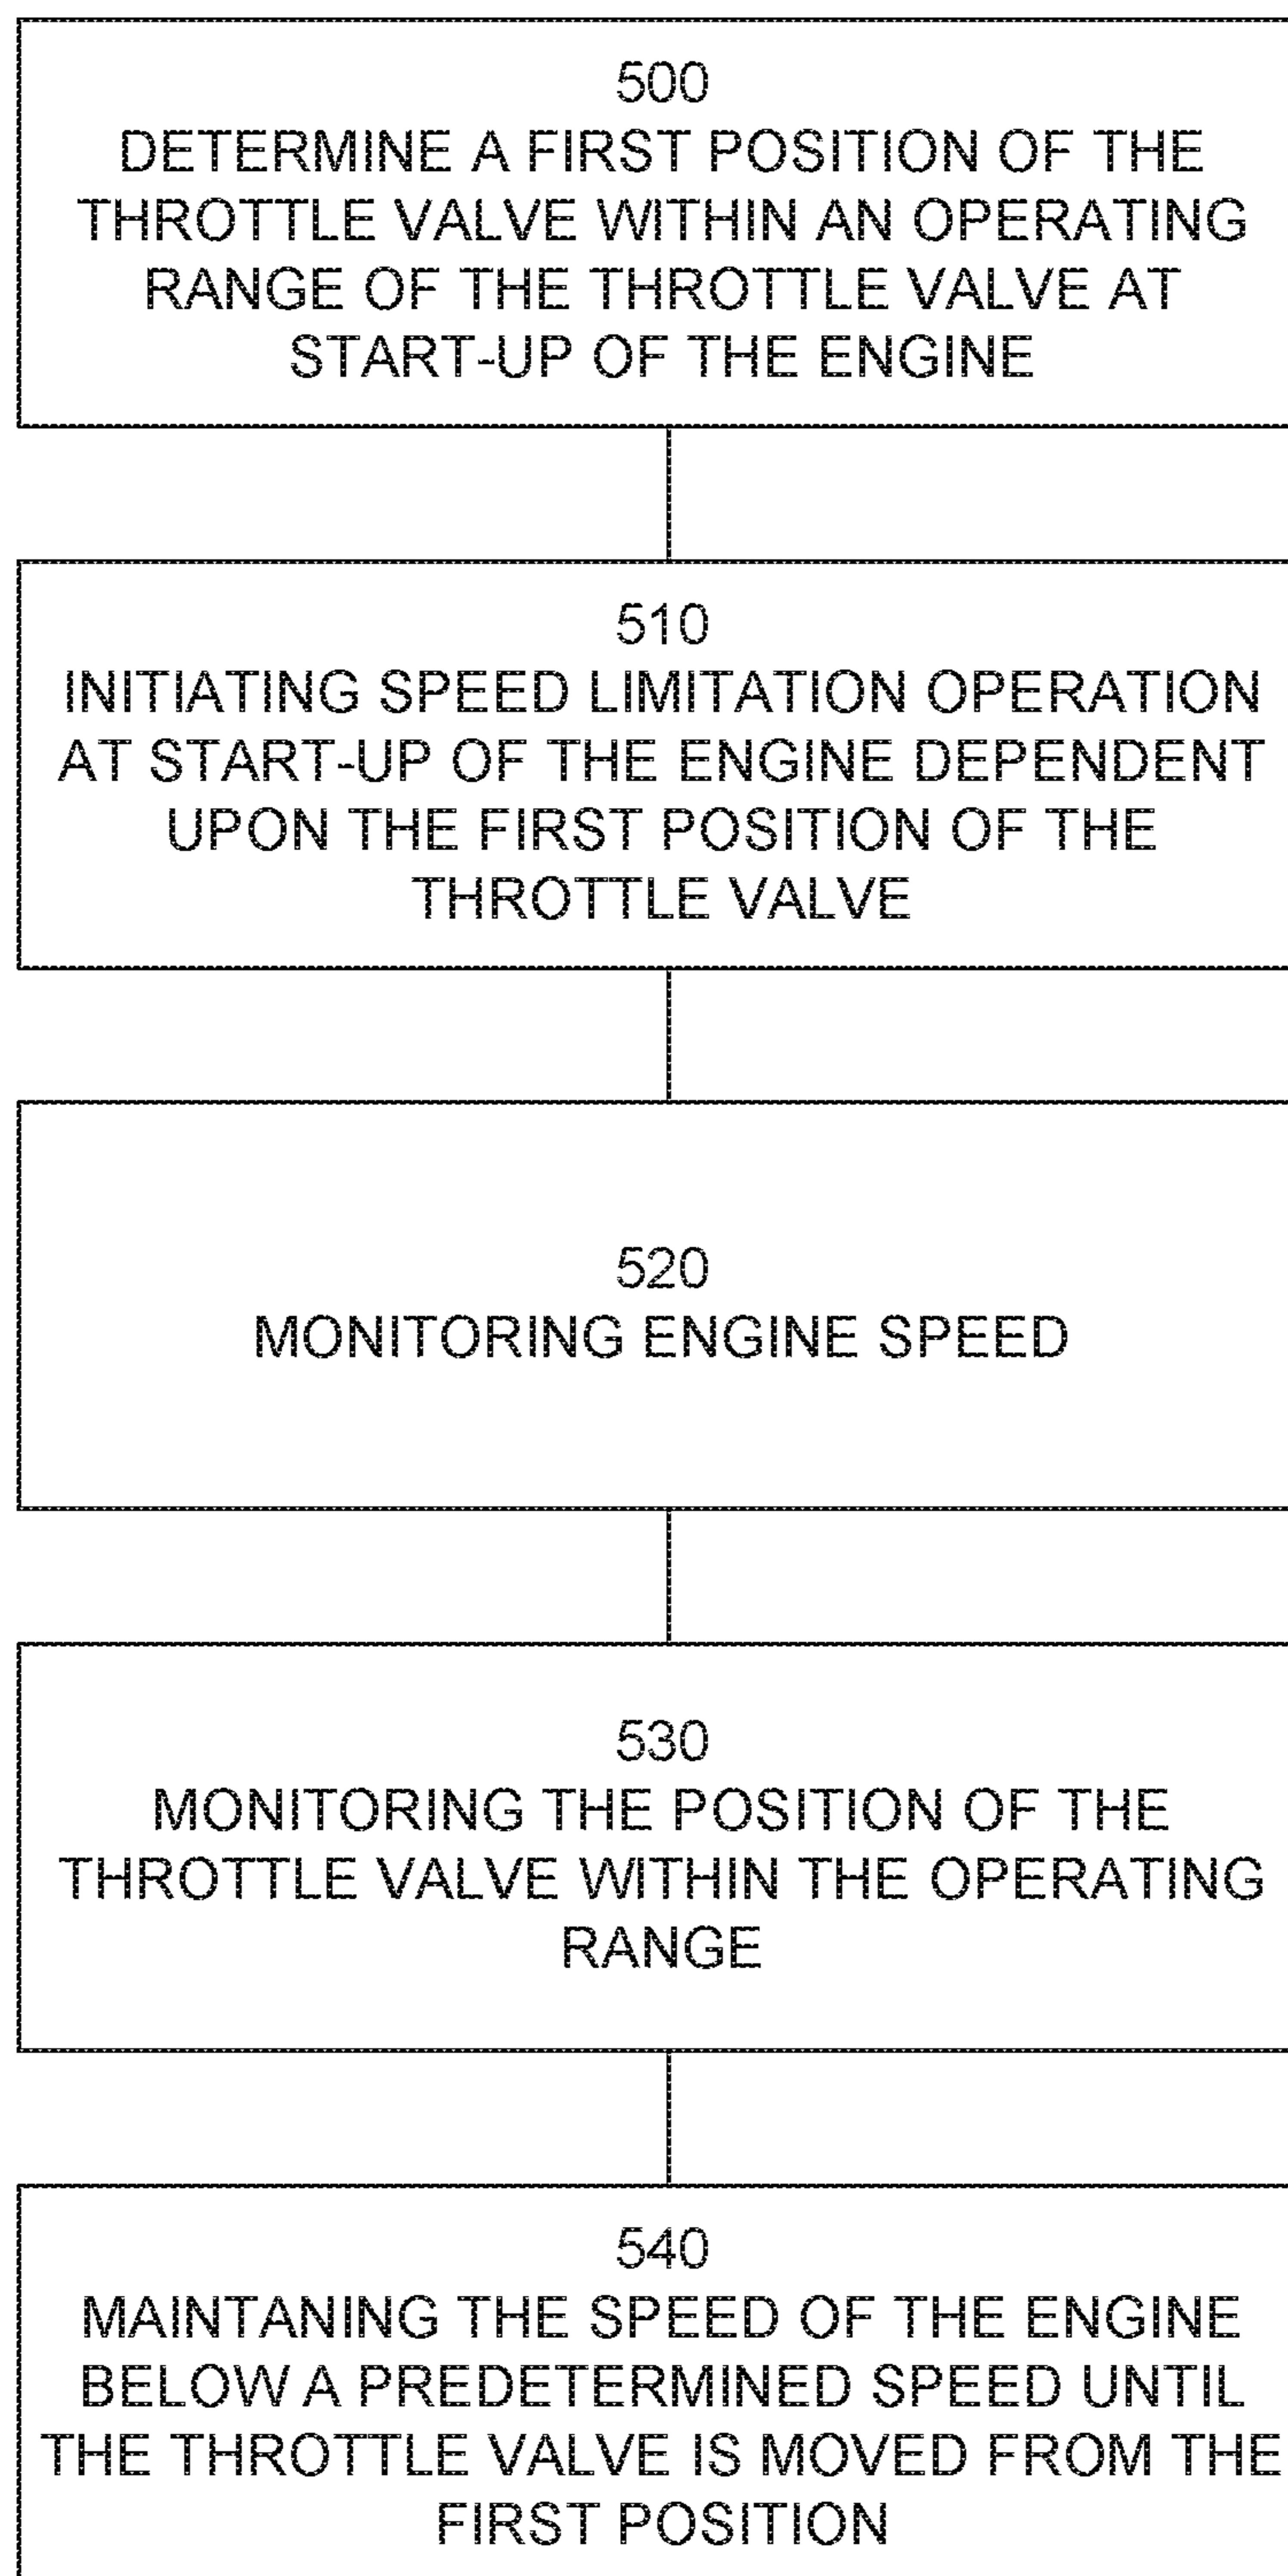 500
DETERMINE A FIRST POSITION OF THE
THROTTLE VALVE WITHIN AN OPERATING
RANGE OF THE THROTTLE VALVE AT
START-UP OF THE ENGINE
510
INITIATING SPEED LIMITATION OPERATION
AT START-UP OF THE ENGINE DEPENDENT
UPON THE FIRST POSITION OF THE
THROTTLE VALVE
520
MONITORING ENGINE SPEED
530
MONITORING THE POSITION OF THE
THROTTLE VALVE WITHIN THE OPERATING
RANGE
540
MAINTANING THE SPEED OF THE ENGINE
BELOW A PREDETERMINED SPEED UNTIL
THE THROTTLE VALVE IS MOVED FROM THE
FIRST POSITION